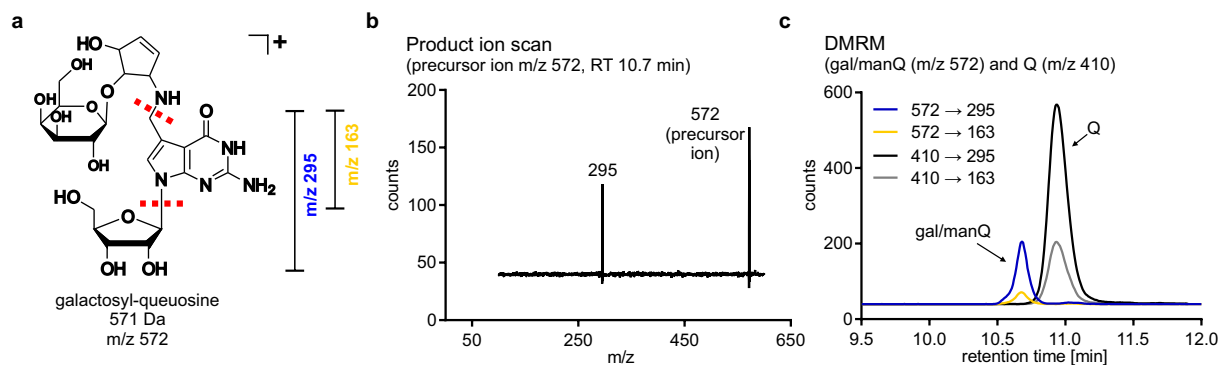 a
HO
OH
OH
HO
O
O
OH
OH
NH
O
NH
N
N
NH₂
HO
O
OH
OH
+
m/z 295
m/z 163
galactosyl-queuosine
571 Da
m/z 572
b
Product ion scan
(precursor ion m/z 572, RT 10.7 min)
200
150
100
50
0
counts
295
572
(precursor
ion)
50
250
450
650
m/z
c
DMRM
(gal/manQ (m/z 572) and Q (m/z 410)
572 → 295
572 → 163
410 → 295
410 → 163
600
400
200
0
counts
gal/manQ
Q
9.5
10.0
10.5
11.0
11.5
12.0
retention time [min]